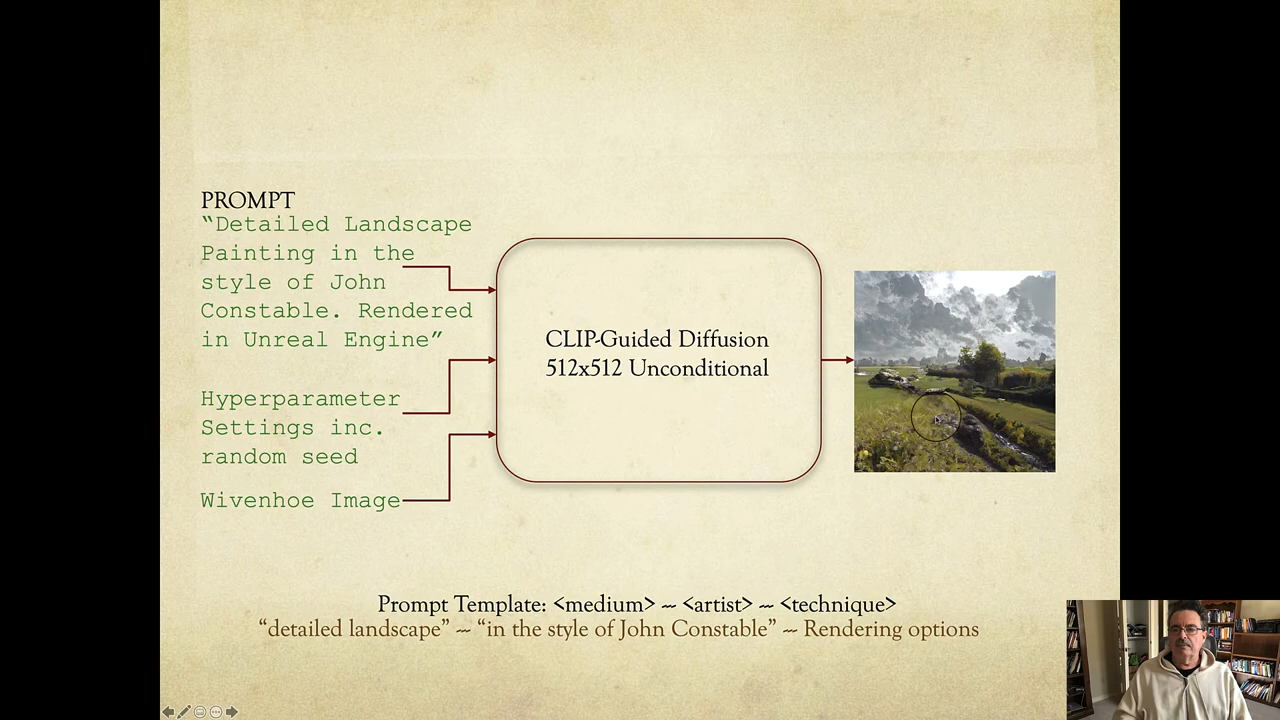 PROMPT
“Detailed Landscape
Painting in the
style of John
Constable. Rendered
in Unreal Engine”
Hyperparameter
Settings inc.
random seed
Wivenhoe Image
CLIP-Guided Diffusion
512x512 Unconditional
Prompt Template: <medium> -- <artist> -- <technique>
“detailed landscape” -- “in the style of John Constable” -- Rendering options